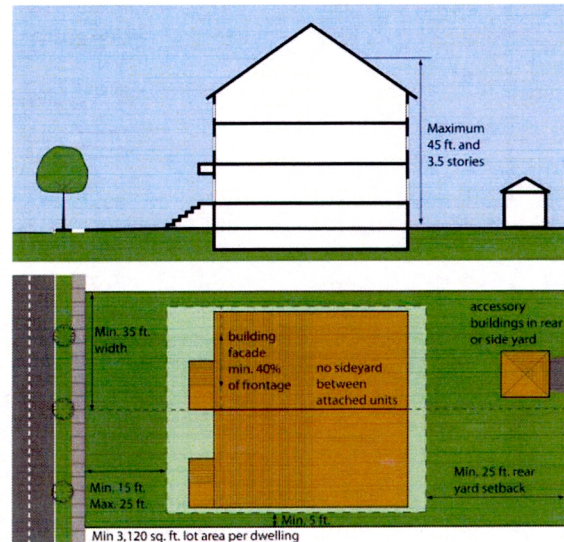 Maximum
45 ft. and
3.5 stories
Min. 35 ft.
width
building
facade
min. 40%
of frontage
no sideyard
between
attached units
accessory
buildings in rear
or side yard
Min. 15 ft.
Max. 25 ft.
Min. 25 ft. rear
yard setback
Min. 5 ft.
Min 3,120 sq. ft. lot area per dwelling